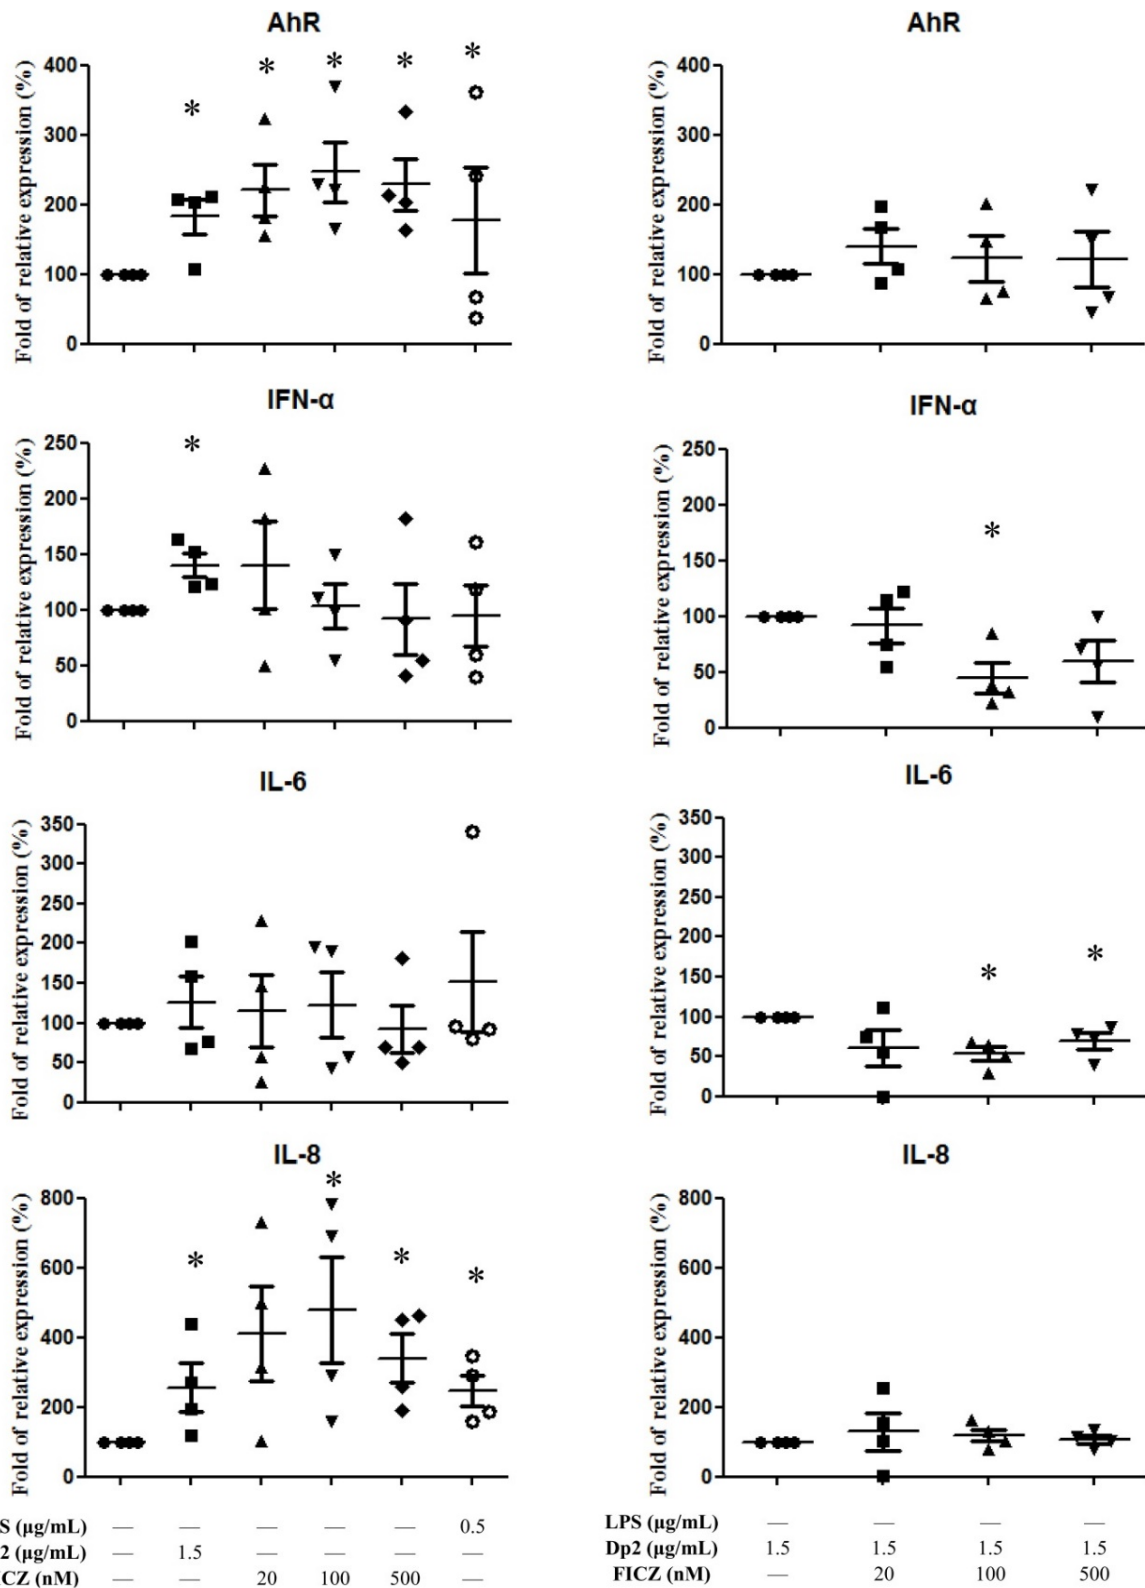 AhR
AhR
Fold of relative expression (%)
400
300
200
100
0
* * * * *
Fold of relative expression (%)
400
300
200
100
0
IFN-α
IFN-α
Fold of relative expression (%)
250
200
150
100
50
0
*
Fold of relative expression (%)
250
200
150
100
50
0
*
IL-6
IL-6
Fold of relative expression (%)
350
300
250
200
150
100
50
0
Fold of relative expression (%)
350
300
250
200
150
100
50
0
* *
IL-8
IL-8
Fold of relative expression (%)
800
600
400
200
0
* * * *
Fold of relative expression (%)
800
600
400
200
0
S (μg/mL) — — — — — 0.5
2 (μg/mL) — 1.5 — — — —
ICZ (nM) — — 20 100 500 —
LPS (μg/mL) — — — —
Dp2 (μg/mL) 1.5 1.5 1.5 1.5
FICZ (nM) — 20 100 500